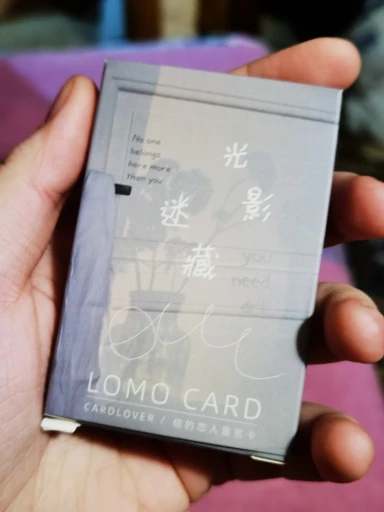 No one
belongs
here more
than you
光
影
迷
藏
you
need
LOMO CARD
CARDLOVER / 信的恋人留言卡